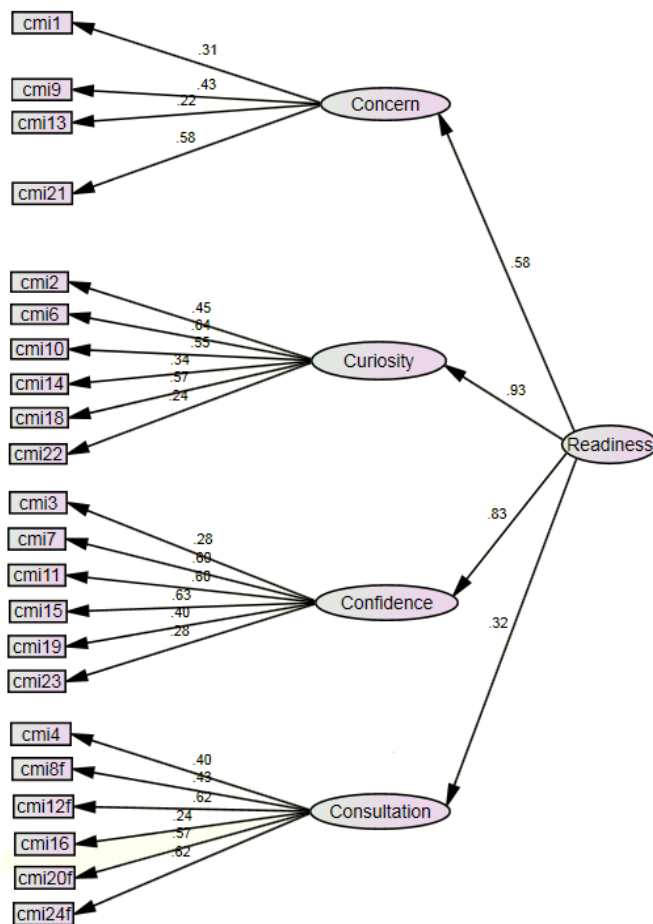 cmi1
.31
cmi9
.43
cmi13
.22
Concern
.58
cmi21
.58
cmi2
.45
cmi6
.64
cmi10
.55
Curiosity
cmi14
.34
.93
cmi18
.57
cmi22
.24
Readiness
cmi3
.28
.83
cmi7
.60
cmi11
.60
Confidence
cmi15
.63
cmi19
.40
.32
cmi23
.28
cmi4
.40
cmi8f
.43
cmi12f
.62
Consultation
cmi16
.24
cmi20f
.57
cmi24f
.62